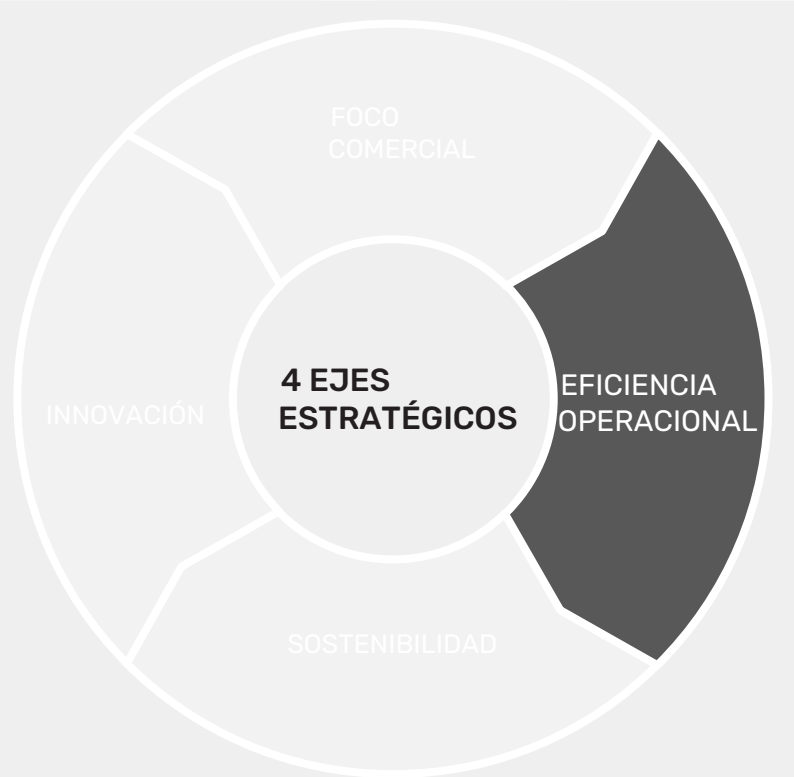 FOCO
COMERCIAL
4 EJES
ESTRATÉGICOS
EFICIENCIA
OPERACIONAL
INNOVACIÓN
SOSTENIBILIDAD